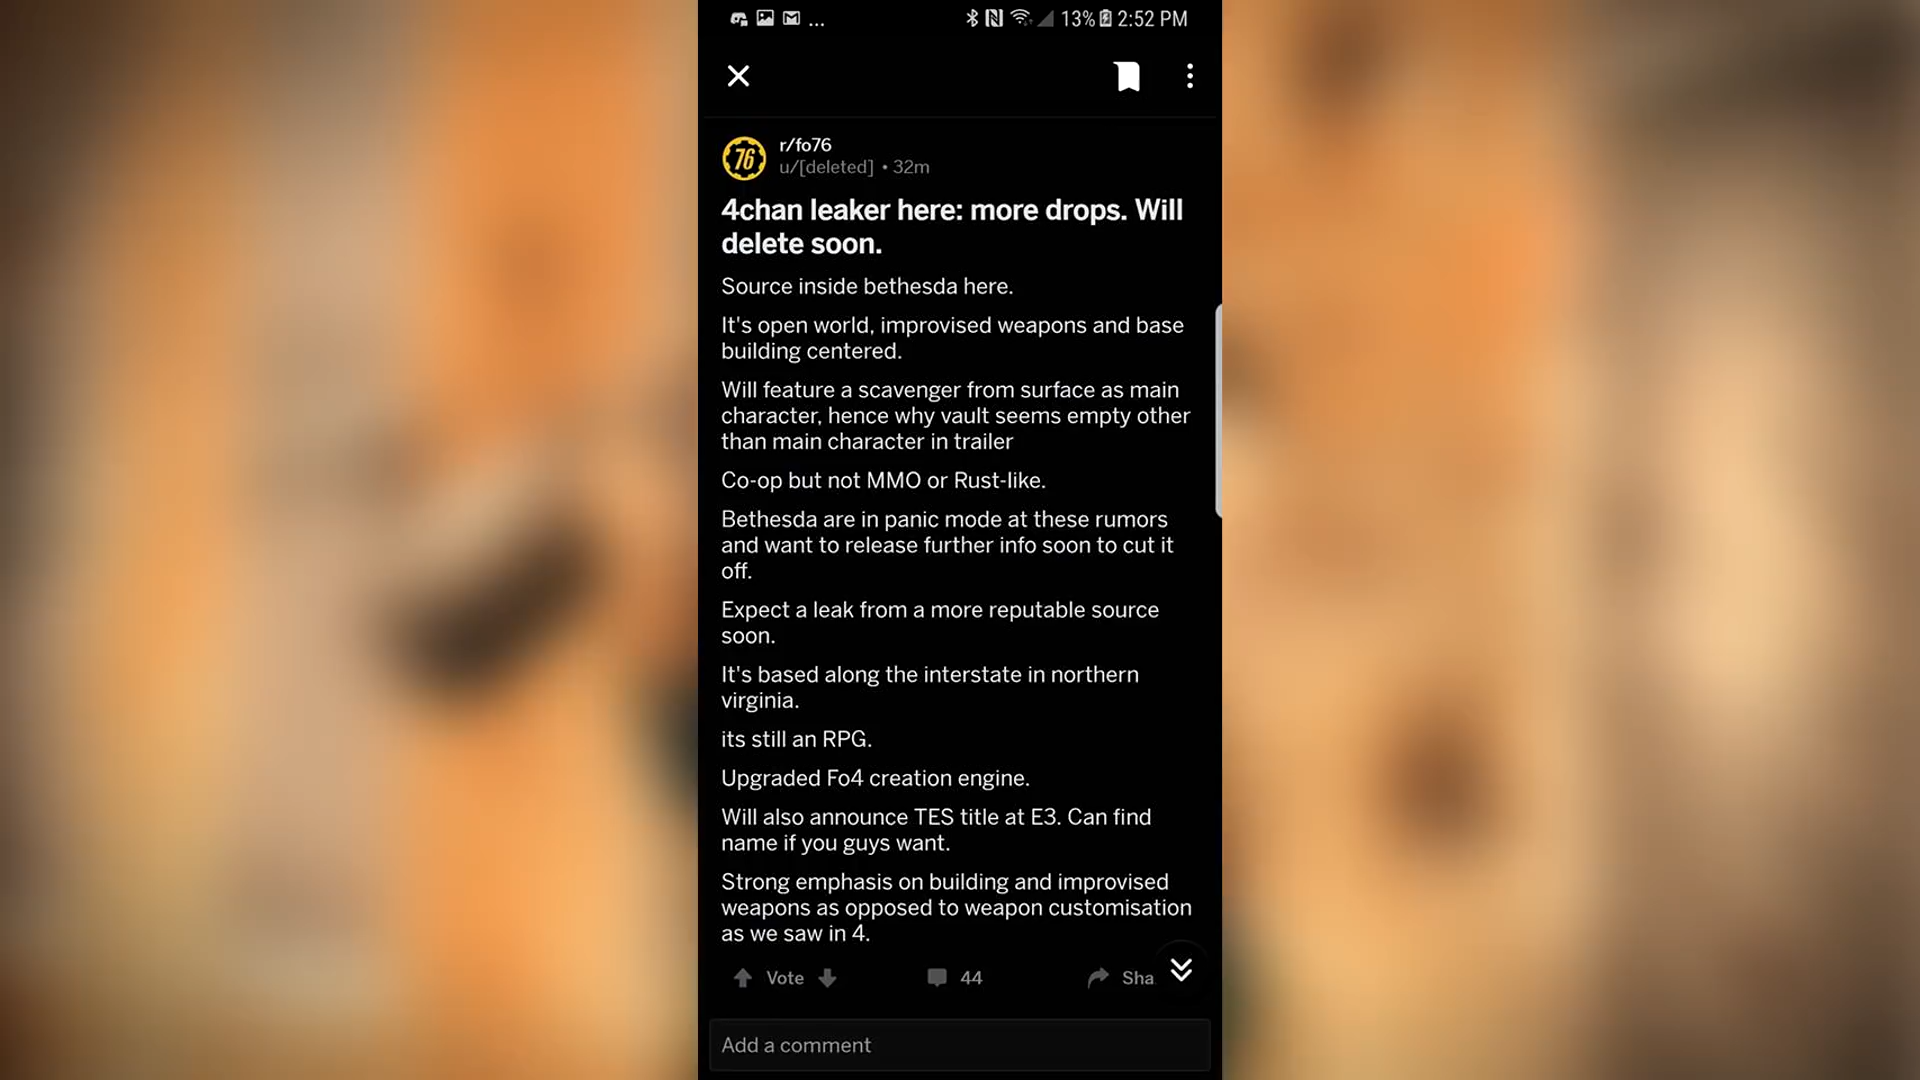 ... 13% 2:52 PM
76
r/fo76
u/[deleted] • 32m
4chan leaker here: more drops. Will
delete soon.
Source inside bethesda here.
It's open world, improvised weapons and base
building centered.
Will feature a scavenger from surface as main
character, hence why vault seems empty other
than main character in trailer
Co-op but not MMO or Rust-like.
Bethesda are in panic mode at these rumors
and want to release further info soon to cut it
off.
Expect a leak from a more reputable source
soon.
It's based along the interstate in northern
virginia.
its still an RPG.
Upgraded Fo4 creation engine.
Will also announce TES title at E3. Can find
name if you guys want.
Strong emphasis on building and improvised
weapons as opposed to weapon customisation
as we saw in 4.
Vote 44 Sha
Add a comment